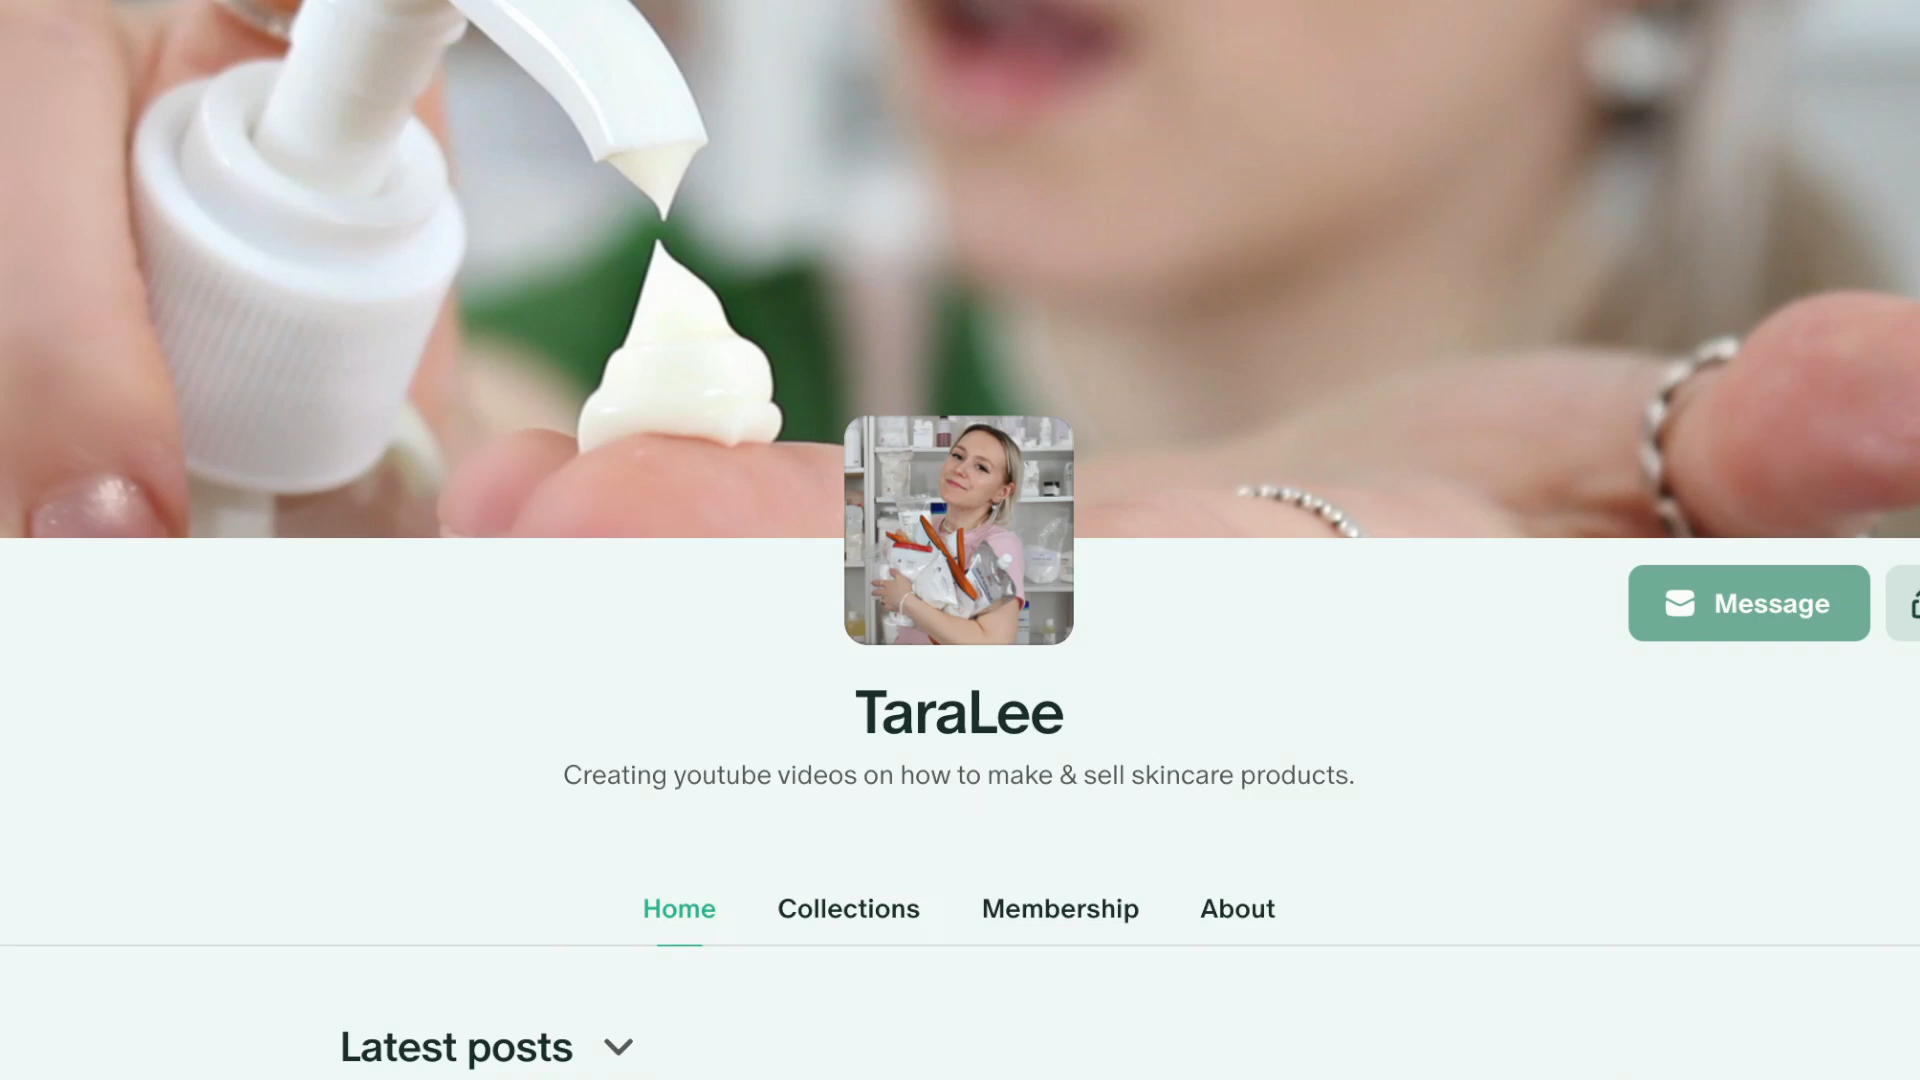 Message
TaraLee
Creating youtube videos on how to make & sell skincare products.
Home
Collections
Membership
About
Latest posts